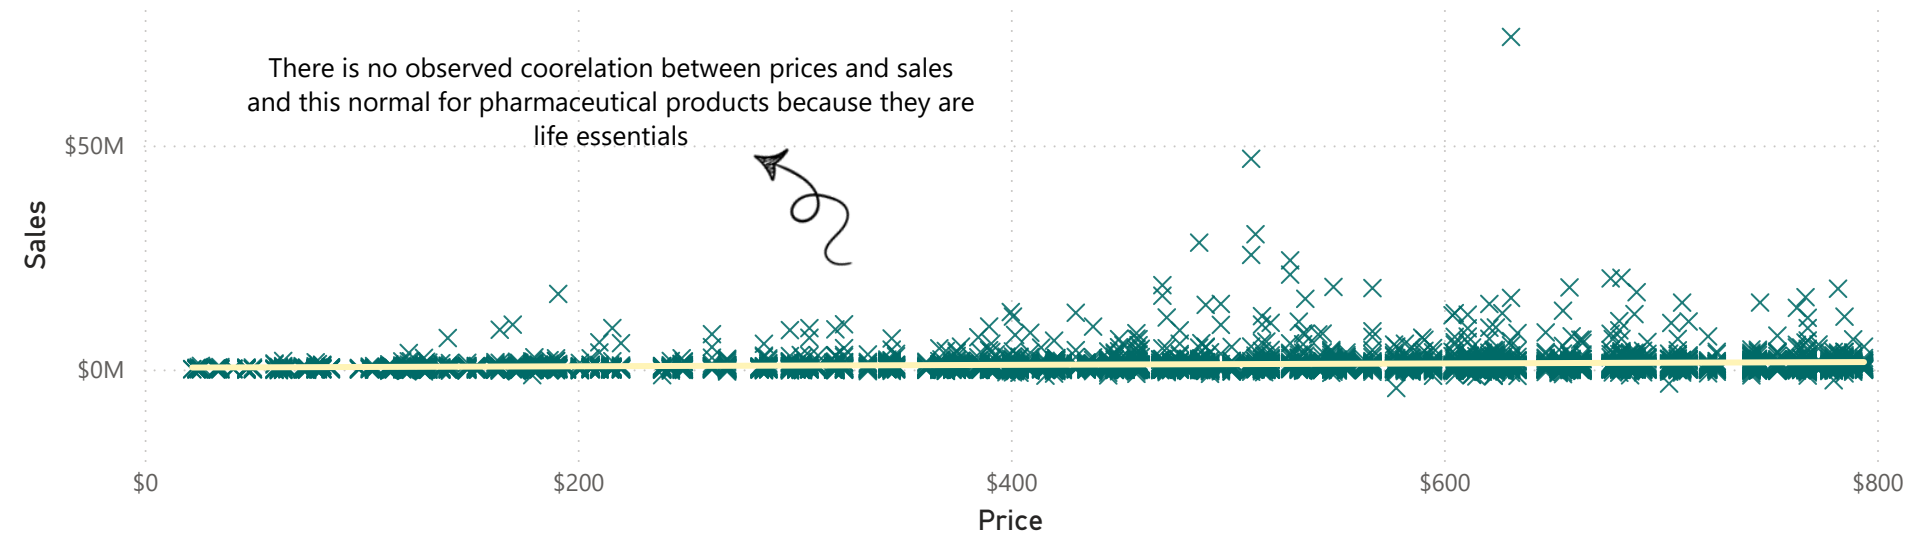 There is no observed coorelation between prices and sales
and this normal for pharmaceutical products because they are
life essentials
$50M
$0M
Sales
$0 $200 $400 $600 $800
Price